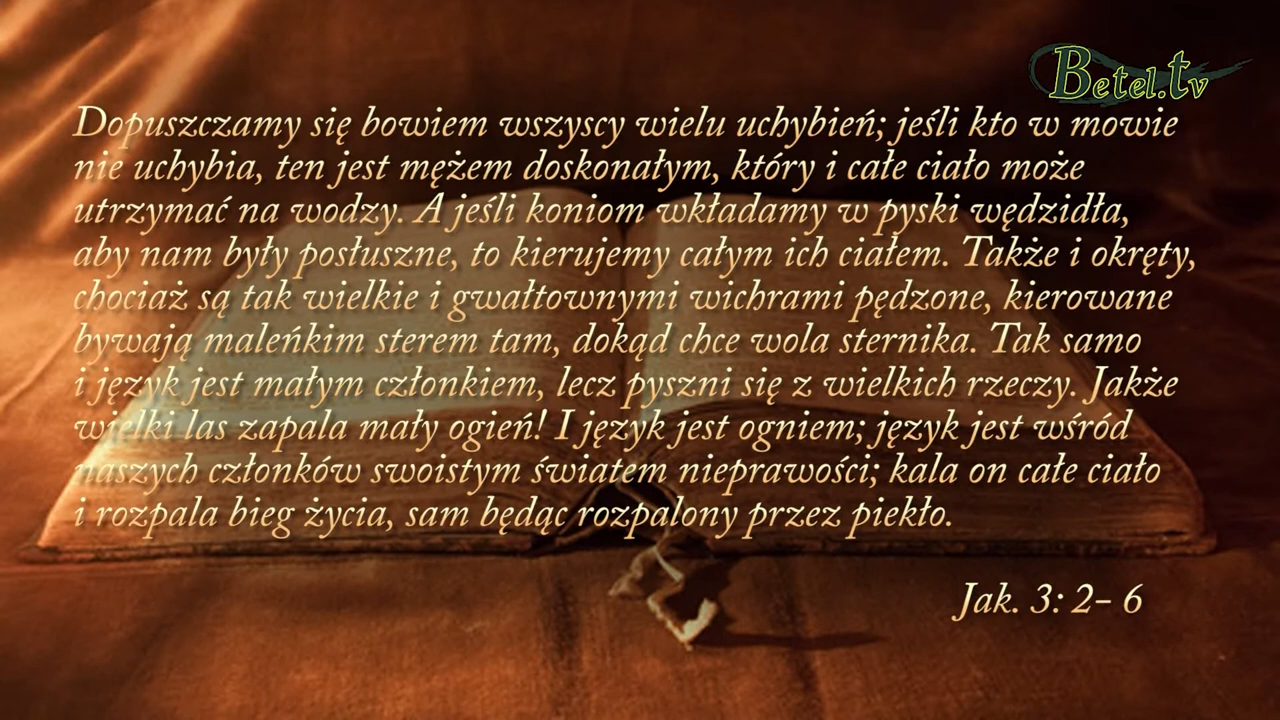 Betel.tv
Dopuszczamy się bowiem wszyscy wielu uchybień; jeśli kto w mowie
nie uchybia, ten jest mężem doskonałym, który i całe ciało może
utrzymać na wodzy. A jeśli koniom wkładamy w pyski wędzidła,
aby nam były posłuszne, to kierujemy całym ich ciałem. Także i okręty,
chociaż są tak wielkie i gwałtownymi wichrami pędzone, kierowane
bywają maleńkim sterem tam, dokąd chce wola sternika. Tak samo
i język jest małym członkiem, lecz pyszni się z wielkich rzeczy. Jakże
wielki las zapala mały ogień! I język jest ogniem; język jest wśród
naszych członków swoistym światem nieprawości; kala on całe ciało
i rozpala bieg życia, sam będąc rozpalony przez piekło.
Jak. 3: 2– 6